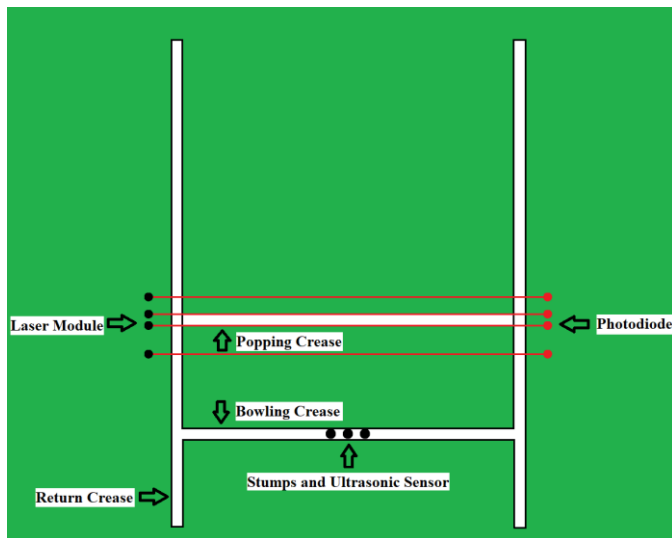 Laser Module
Photodiode
Popping Crease
Bowling Crease
Stumps and Ultrasonic Sensor
Return Crease